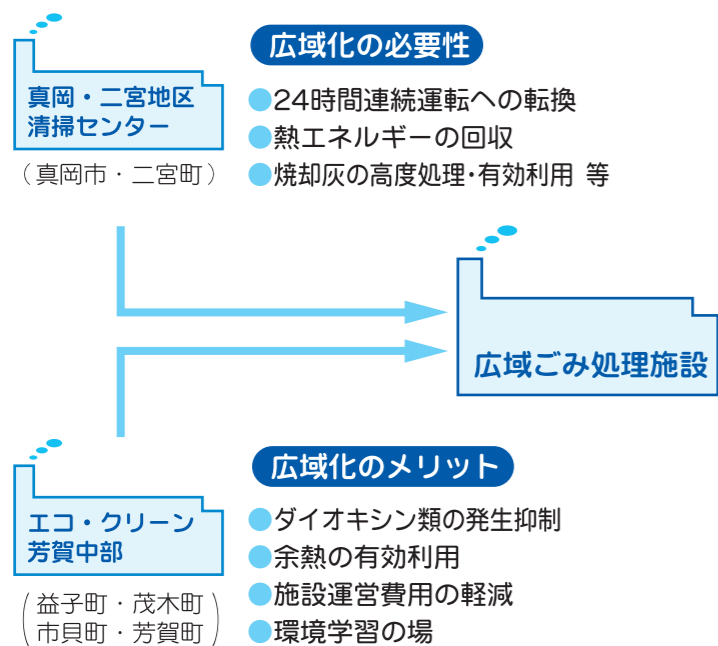 真岡・二宮地区
清掃センター
（真岡市・二宮町）
広域化の必要性
●24時間連続運転への転換
●熱エネルギーの回収
●焼却灰の高度処理・有効利用 等
広域ごみ処理施設
エコ・クリーン
芳賀中部
（益子町・茂木町
市貝町・芳賀町）
広域化のメリット
●ダイオキシン類の発生抑制
●余熱の有効利用
●施設運営費用の軽減
●環境学習の場